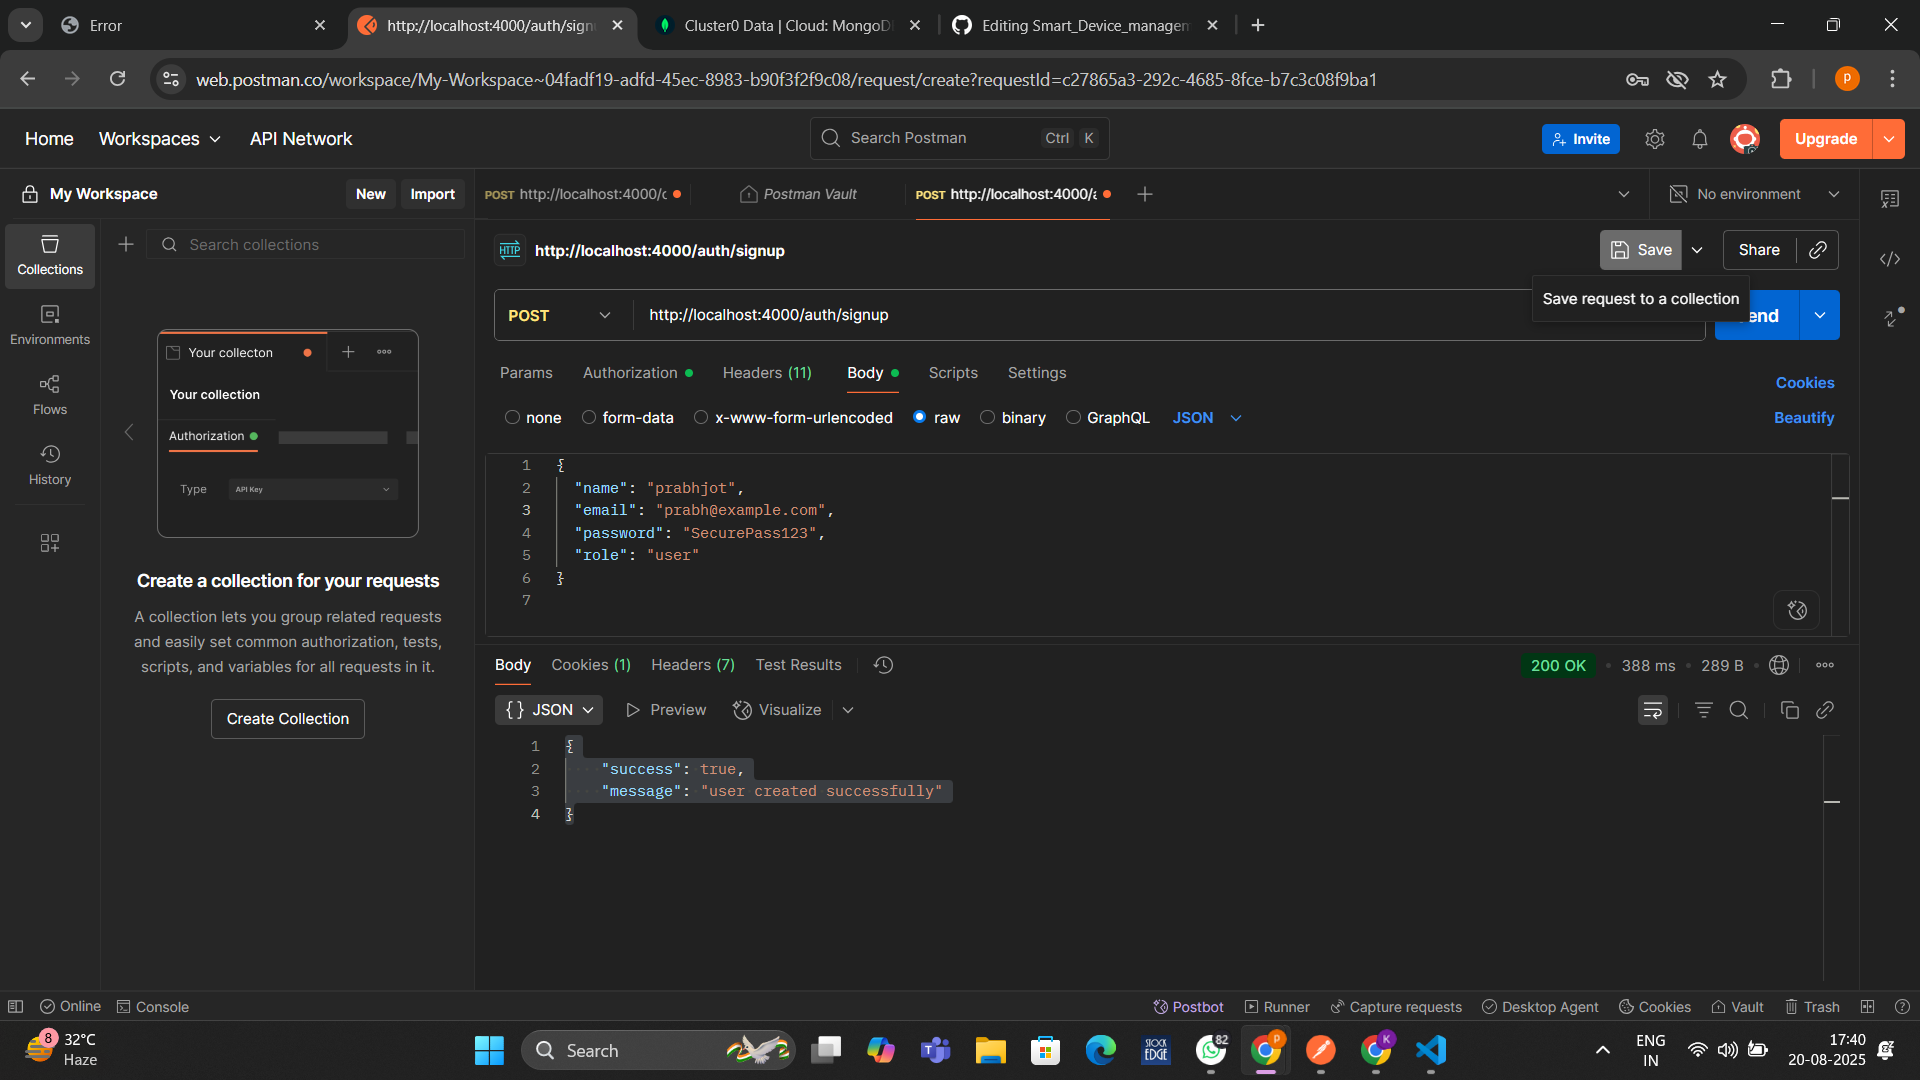 Error
http://localhost:4000/auth/sign
Cluster0 Data | Cloud: MongoD
Editing Smart_Device_managem
web.postman.co/workspace/My-Workspace~04fadf19-adfd-45ec-8983-b90f3f2f9c08/request/create?requestId=c27865a3-292c-4685-8fce-b7c3c08f9ba1
P
Home
Workspaces
API Network
Search Postman
Ctrl
K
Invite
Upgrade
My Workspace
New
Import
POST http://localhost:4000/c
Postman Vault
POST http://localhost:4000/a
No environment
Collections
Search collections
HTTP
http://localhost:4000/auth/signup
Save
Share
Save request to a collection
POST
http://localhost:4000/auth/signup
end
Environments
Flows
History
Your collecton
Your collection
Authorization
Type
API Key
Create a collection for your requests
A collection lets you group related requests
and easily set common authorization, tests,
scripts, and variables for all requests in it.
Create Collection
Params
Authorization
Headers (11)
Body
Scripts
Settings
Cookies
none
form-data
x-www-form-urlencoded
raw
binary
GraphQL
JSON
Beautify
1 {
2 "name": "prabhjot",
3 "email": "prabh@example.com",
4 "password": "SecurePass123",
5 "role": "user"
6 }
7
Body
Cookies (1)
Headers (7)
Test Results
200 OK
388 ms
289 B
{} JSON
Preview
Visualize
1 {
2 "success": true,
3 "message": "user created successfully"
4 }
Online
Console
Postbot
Runner
Capture requests
Desktop Agent
Cookies
Vault
Trash
8
32°C
Haze
Search
STOCK
EDGE
82
P
K
ENG
IN
17:40
20-08-2025